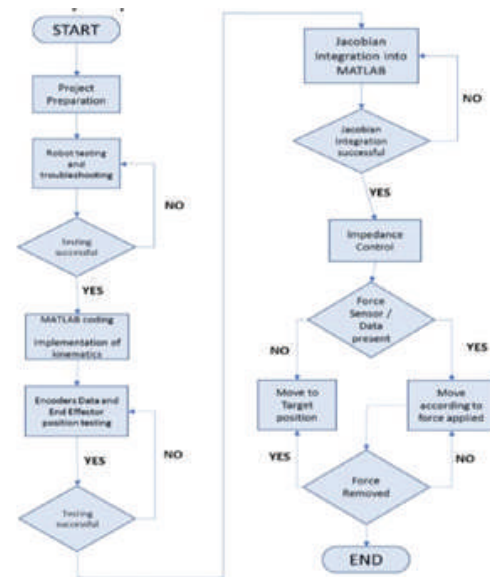 START
Project
Preparation
Robot testing
and
troubleshooting
NO
Testing
successful
YES
MATLAB coding
implementation of
kinematics
Encoders Data and
End Effector
position testing
YES
NO
Testing
successful
Jacobian
Integration into
MATLAB
NO
Jacobian
Integration
successful
YES
Impedance
Control
Force
Sensor /
Data
present
NO
YES
Move to
Target
position
Move
according to
force applied
YES
NO
Force
Removed
END